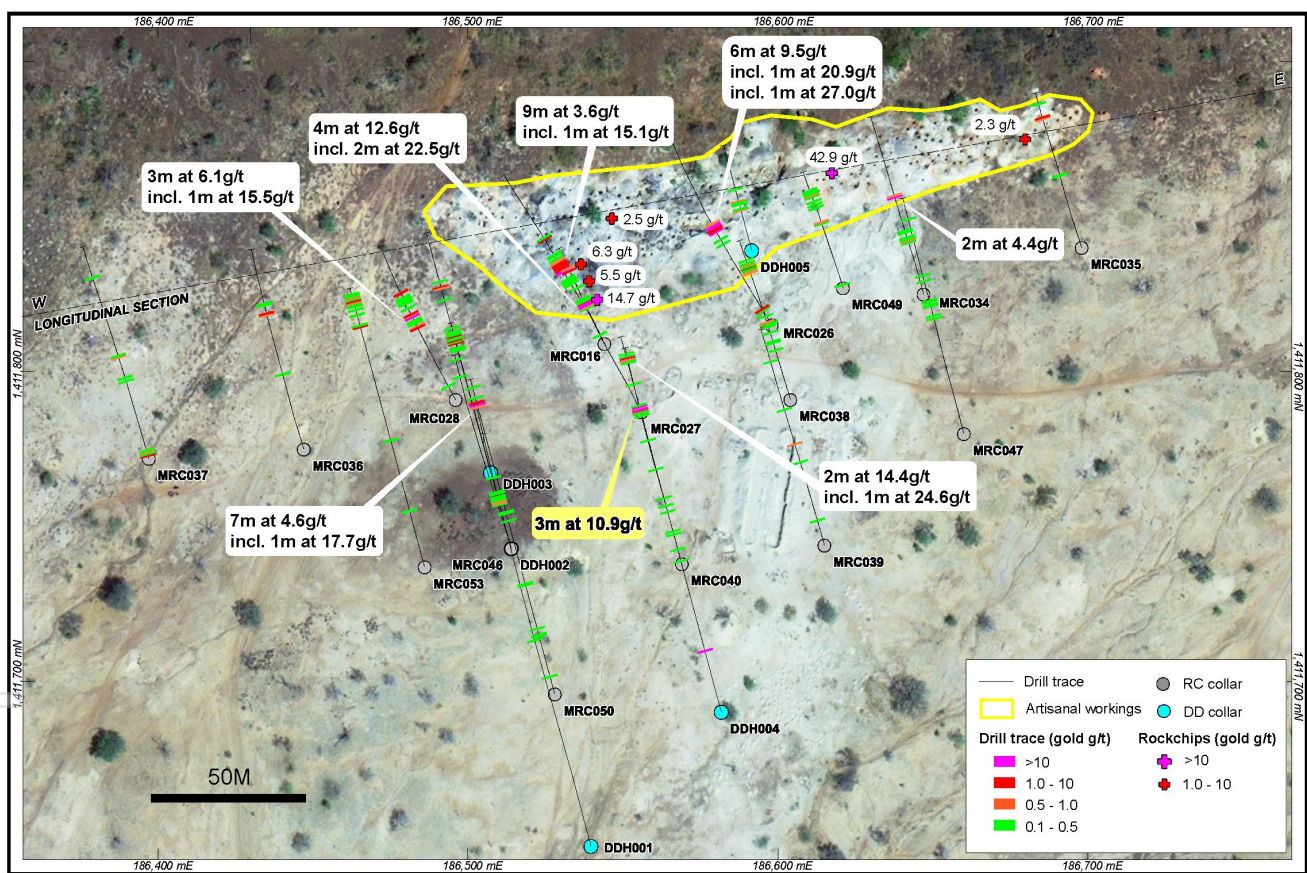 186,400 mE
186,500 mE
186,600 mE
186,700 mE
6m at 9.5g/t
incl. 1m at 20.9g/t
incl. 1m at 27.0g/t
E
9m at 3.6g/t
incl. 1m at 15.1g/t
4m at 12.6g/t
incl. 2m at 22.5g/t
2.3 g/t
42.9 g/t
3m at 6.1g/t
incl. 1m at 15.5g/t
2.5 g/t
2m at 4.4g/t
6.3 g/t
DDH005
MRC035
5.5 g/t
14.7 g/t
MRC049
MRC034
W
LONGITUDINAL SECTION
MRC026
MRC016
1,411,800 mN
1,411,800 mN
MRC028
MRC038
MRC027
MRC047
MRC037
MRC036
DDH003
2m at 14.4g/t
incl. 1m at 24.6g/t
7m at 4.6g/t
incl. 1m at 17.7g/t
3m at 10.9g/t
MRC046
DDH002
MRC039
MRC053
MRC040
1,411,700 mN
1,411,700 mN
MRC050
DDH004
Drill trace
RC collar
Artisanal workings
DD collar
Drill trace (gold g/t)
Rockchips (gold g/t)
>10
>10
1.0 - 10
1.0 - 10
0.5 - 1.0
0.1 - 0.5
50M
DDH001
186,400 mE
186,500 mE
186,600 mE
186,700 mE